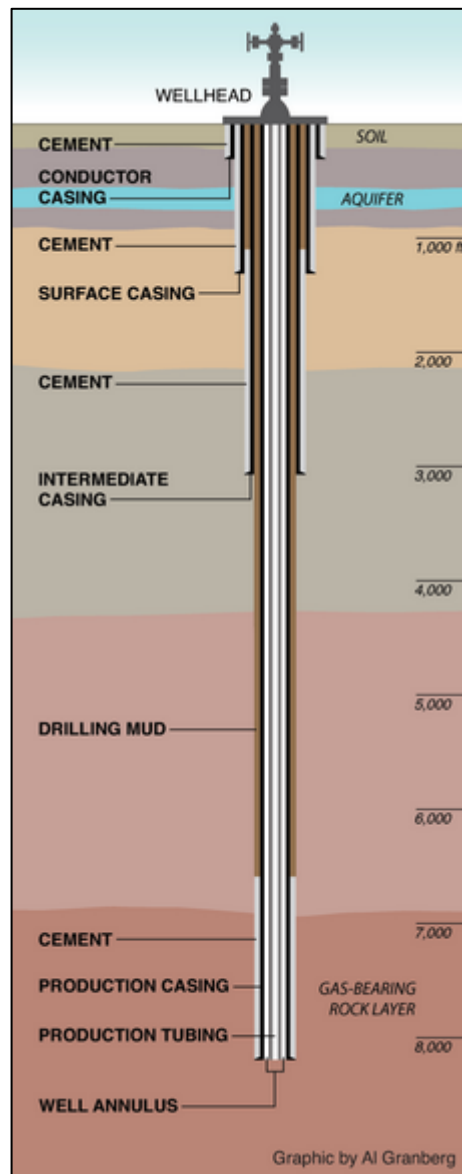 WELLHEAD
SOIL
CEMENT
CONDUCTOR
CASING
AQUIFER
CEMENT
1,000 ft
SURFACE CASING
2,000
CEMENT
3,000
INTERMEDIATE
CASING
4,000
5,000
DRILLING MUD
6,000
7,000
CEMENT
PRODUCTION CASING
GAS-BEARING
ROCK LAYER
PRODUCTION TUBING
8,000
WELL ANNULUS
Graphic by Al Granberg